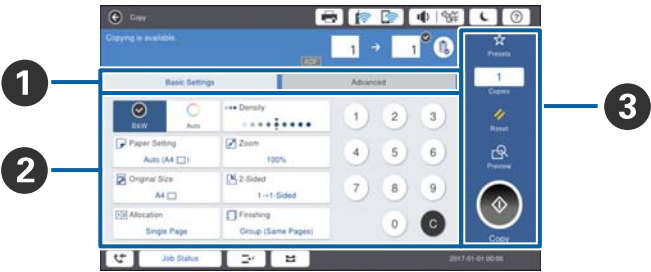 Copy
Copying is available.
ADF
1 → 1
Presets
1
Copies
Reset
Preview
Copy
Basic Settings
Advanced
B&W
Auto
Density
Paper Setting
Auto (A4)
Zoom
100%
Original Size
A4
2-Sided
1→1-Sided
Allocation
Single Page
Finishing
Group (Same Pages)
1 2 3
4 5 6
7 8 9
0 C
Job Status
2017-01-01 00:00
1
2
3